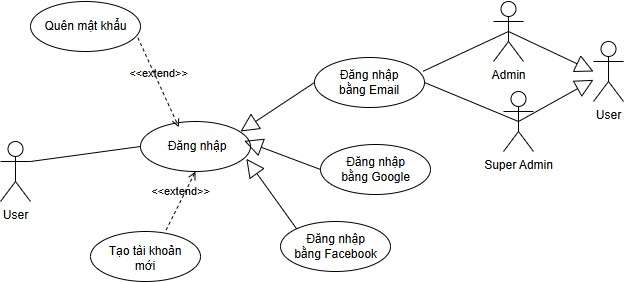 Quên mật khẩu
<<extend>>
Đăng nhập
bằng Email
Admin
User
Đăng nhập
Super Admin
Đăng nhập
bằng Google
User
<<extend>>
Tạo tài khoản
mới
Đăng nhập
bằng Facebook